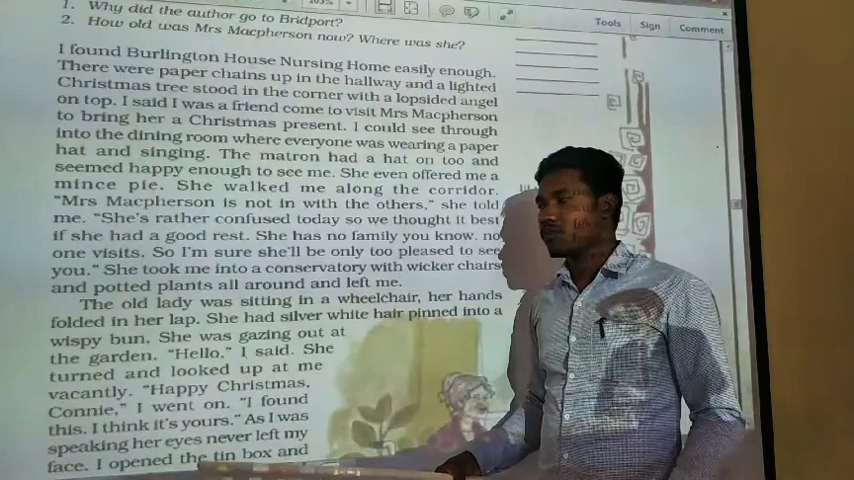 Tools Sign Comment
1. Why did the author go to Bridport?
2. How old was Mrs Macpherson now? Where was she?
I found Burlington House Nursing Home easily enough.
There were paper chains up in the hallway and a lighted
Christmas tree stood in the corner with a lopsided angel
on top. I said I was a friend come to visit Mrs Macpherson
to bring her a Christmas present. I could see through
into the dining room where everyone was wearing a paper
hat and singing. The matron had a hat on too and
seemed happy enough to see me. She even offered me a
mince pie. She walked me along the corridor.
"Mrs Macpherson is not in with the others," she told
me. "She's rather confused today so we thought it best
if she had a good rest. She has no family you know, no
one visits. So I'm sure she'll be only too pleased to see
you." She took me into a conservatory with wicker chairs
and potted plants all around and left me.
The old lady was sitting in a wheelchair, her hands
folded in her lap. She had silver white hair pinned into a
wispy bun. She was gazing out at
the garden. "Hello," I said. She
turned and looked up at me
vacantly. "Happy Christmas,
Connie," I went on. "I found
this. I think it's yours." As I was
speaking her eyes never left my
face. I opened the tin box and